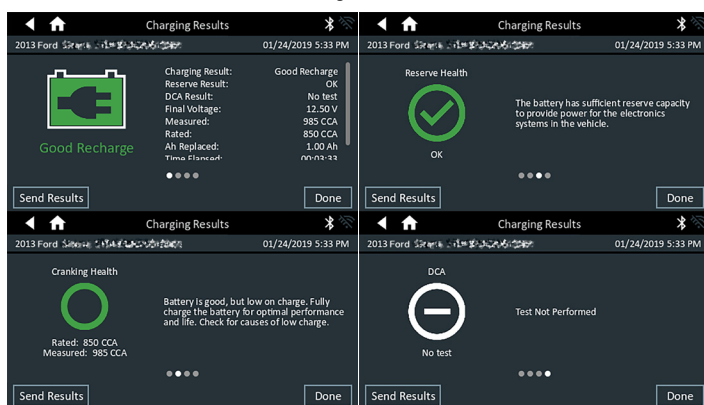 Charging Results
2013 Ford
01/24/2019 5:33 PM
Good Recharge
Charging Result: Good Recharge
Reserve Result: OK
DCA Result: No test
Final Voltage: 12.50 V
Measured: 985 CCA
Rated: 850 CCA
Ah Replaced: 1.00 Ah
Time Elapsed: 00:03:33
Send Results
Done
Charging Results
2013 Ford
01/24/2019 5:33 PM
Reserve Health
OK
The battery has sufficient reserve capacity
to provide power for the electronics
systems in the vehicle.
Send Results
Done
Charging Results
2013 Ford
01/24/2019 5:33 PM
Cranking Health
Rated: 850 CCA
Measured: 985 CCA
Battery is good, but low on charge. Fully
charge the battery for optimal performance
and life. Check for causes of low charge.
Send Results
Done
Charging Results
2013 Ford
01/24/2019 5:33 PM
DCA
No test
Test Not Performed
Send Results
Done